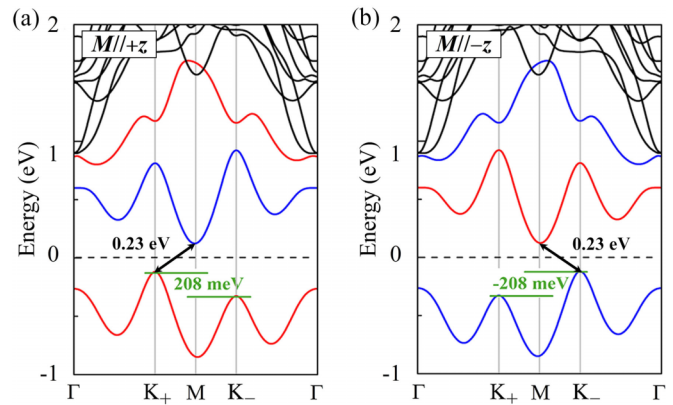 (a)
M//+z
2
1
0
-1
Energy (eV)
0.23 eV
208 meV
Γ K₊ M K₋ Γ
(b)
M//−z
2
1
0
-1
Energy (eV)
0.23 eV
-208 meV
Γ K₊ M K₋ Γ